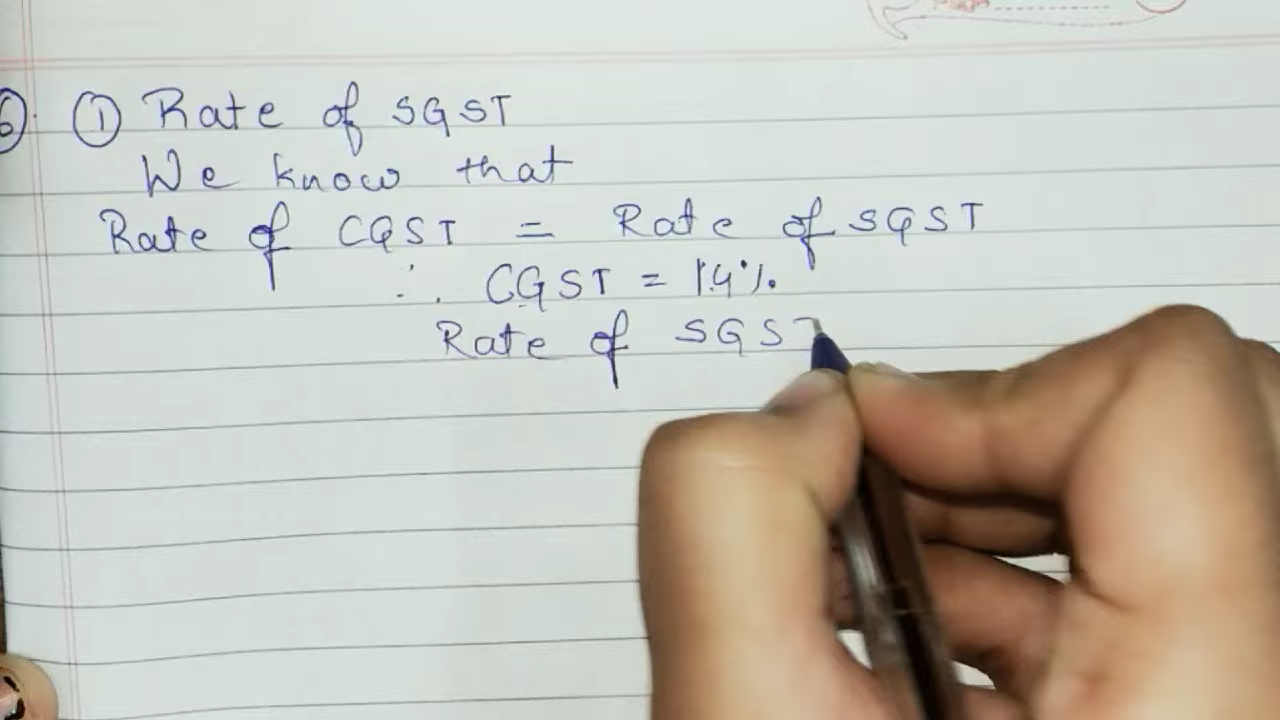 6. ① Rate of SGST
We know that
Rate of CGST = Rate of SGST
∴ CGST = 14%.
Rate of SGST